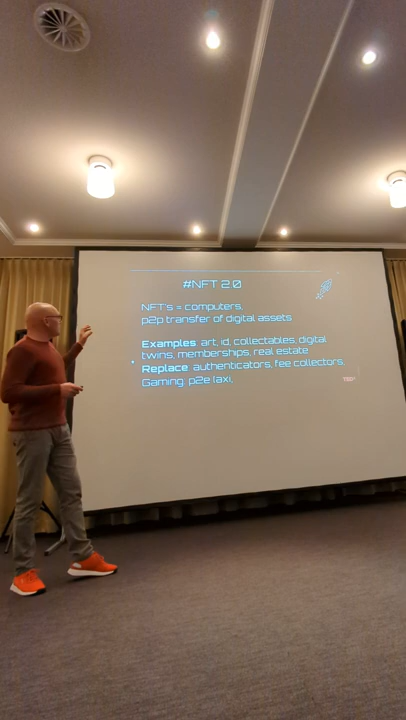 #NFT 2.0
NFT's = computers,
p2p transfer of digital assets
Examples: art, id, collectables, digital
twins, memberships, real estate
Replace: authenticators, fee collectors,
Gaming, p2e (axi,